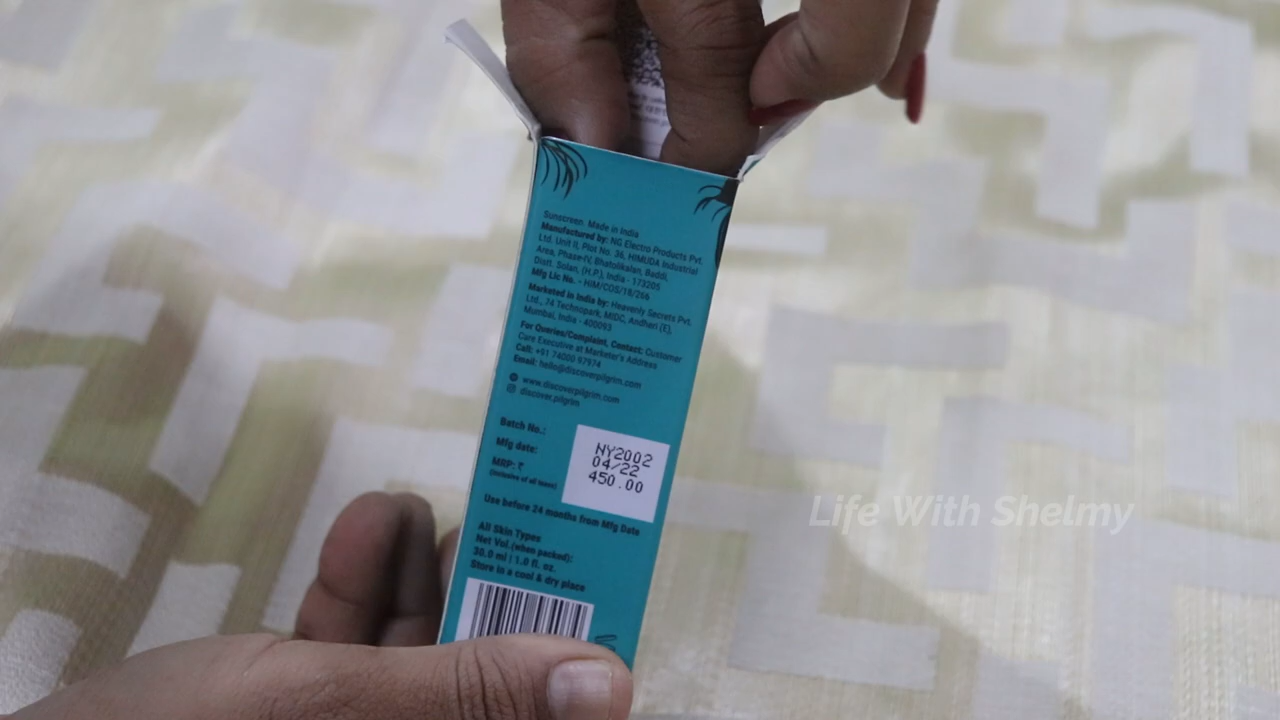 Sunscreen. Made in India
Manufactured by: NG Electro Products Pvt.
Ltd. Unit II, Plot No. 36, HIMUDA Industrial
Area, Phase-IV, Bhatolikalan, Baddi,
Distt. Solan, (H.P.), India - 173205
Mfg Lic No. - HIM/COS/18/266
Marketed in India by: Heavenly Secrets Pvt.
Ltd., 74 Technopark, MIDC, Andheri (E),
Mumbai, India - 400093
For Queries/Complaint, Contact: Customer
Care Executive at Marketer's Address
Call: +91 74000 97974
Email: hello@discoverpilgrim.com
www.discoverpilgrim.com
discover.pilgrim
Batch No.: NY2002
Mfg date: 04/22
MRP: ₹ 450.00
(Inclusive of all taxes)
Use before 24 months from Mfg Date
All Skin Types
Net Vol.(when packed):
30.0 ml | 1.0 fl. oz.
Store in a cool & dry place
Life With Shelmy